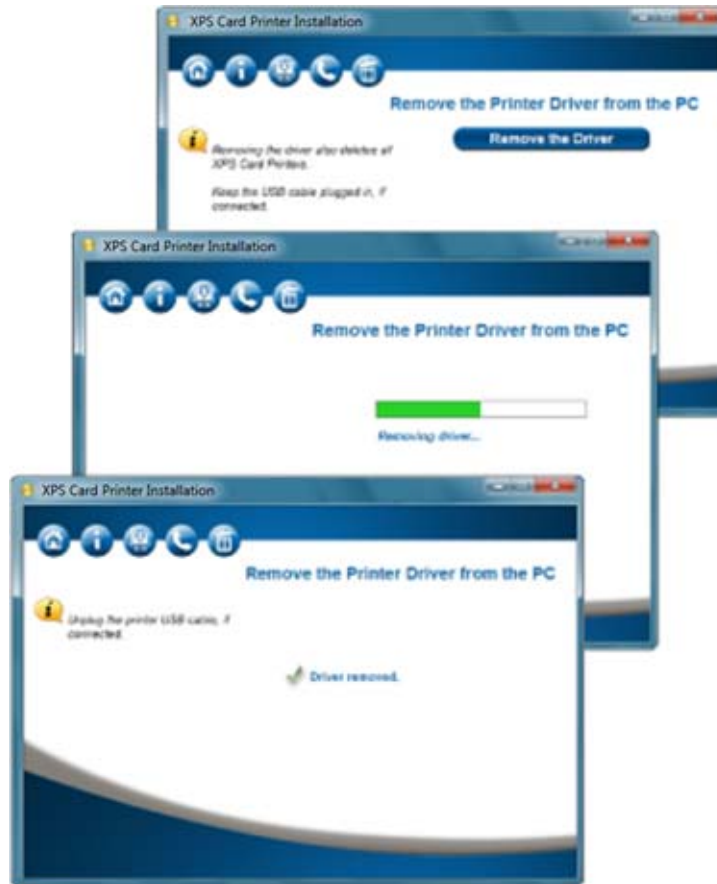 XPS Card Printer Installation
Remove the Printer Driver from the PC
Remove the Driver
Removing the driver also deletes all
XPS Card Printers.
Keep the USB cable plugged in, if
connected.
XPS Card Printer Installation
Remove the Printer Driver from the PC
Removing driver...
XPS Card Printer Installation
Remove the Printer Driver from the PC
Unplug the printer USB cable, if
connected.
Driver removed.